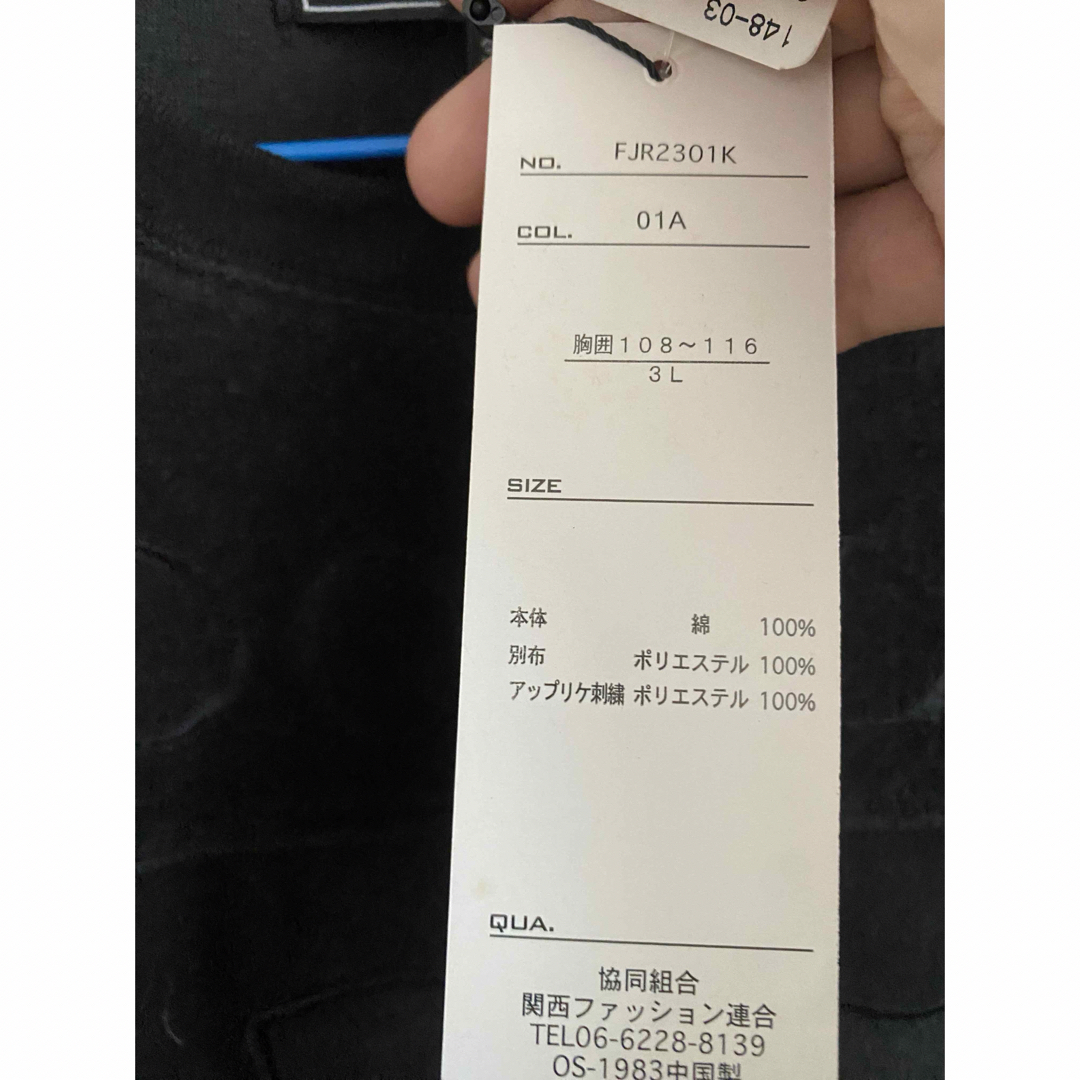 148-03
NO. FJR2301K
COL. 01A
胸囲108～116
3L
SIZE
本体 綿 100%
別布 ポリエステル 100%
アップリケ刺繍 ポリエステル 100%
QUA.
協同組合
関西ファッション連合
TEL06-6228-8139
OS-1983中国製